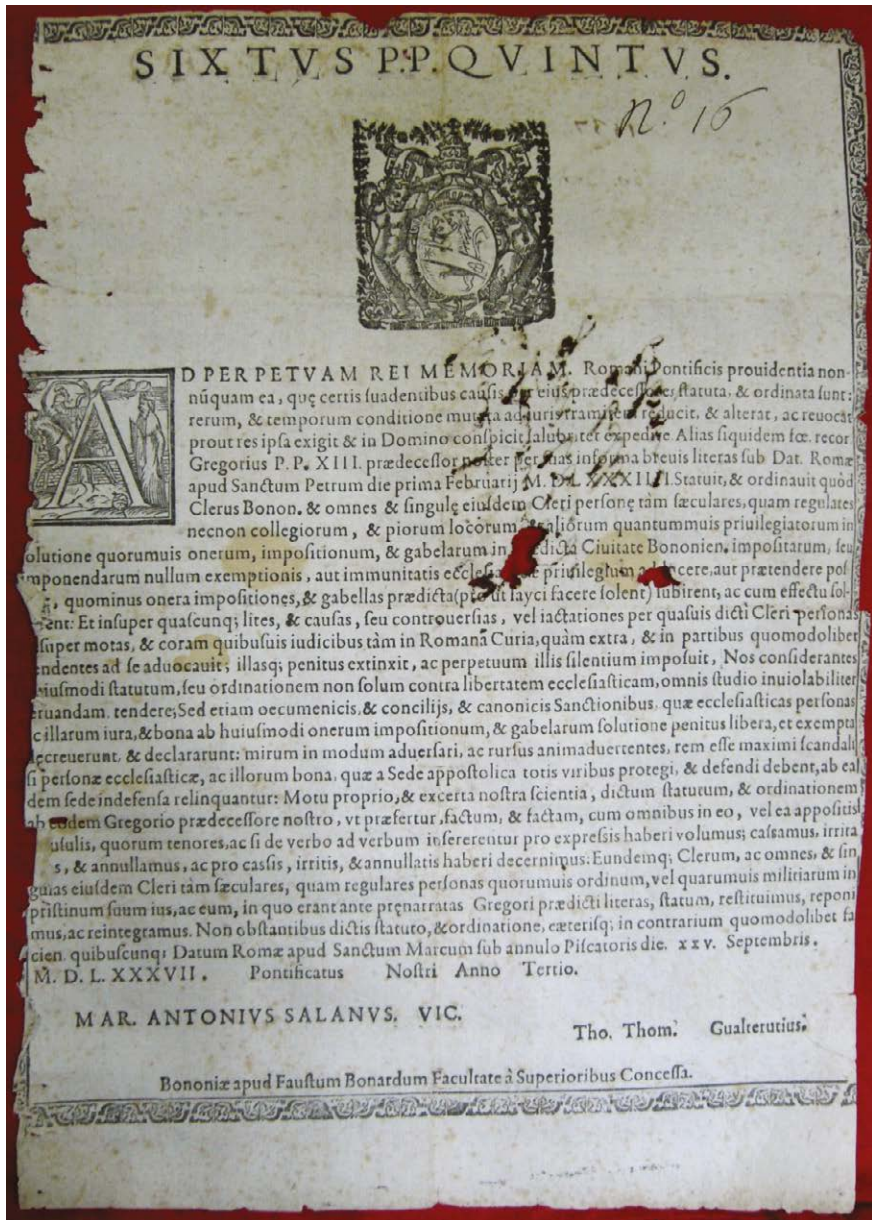 SIXTVS P.P. QVINTVS.
N.o 16
AD PERPETVAM REI MEMORIAM. Romani Pontificis prouidentia non-
nũquam ea, quę certis suadentibus causis per eius prædecessores statuta, & ordinata sunt:
rerum, & temporum conditione mutata ad iuris tramitem reducit, & alterat, ac reuocat
prout res ipsa exigit & in Domino conspicit salubriter expedire. Alias siquidem fœ. recor
Gregorius P.P. XIII. prædecessor noster per suas in forma breuis literas sub Dat. Romæ
apud Sanctum Petrum die prima Februarij M. D. LXXXIIII. Statuit, & ordinauit quòd
Clerus Bonon. & omnes & singulę eiusdem Cleri personę tàm sæculares, quam regulares
necnon collegiorum, & piorum locorum & aliorum quantummuis priuilegiatorum in
olutione quorumuis onerum, impositionum, & gabelarum in dicta Ciuitate Bononien. impositarum, seu
imponendarum nullum exemptionis, aut immunitatis priuilegium adducere, aut prætendere pos
, quominus onera impositiones, & gabellas prædicta (pro ut layci facere solent) subirent, ac cum effectu sol-
ent: Et insuper quascunq; lites, & causas, seu controuersias, vel iactationes per quasuis dicti Cleri personas
super motas, & coram quibusuis iudicibus tàm in Romanã Curia, quàm extra, & in partibus quomodolibet
endentes ad se aduocauit; illasq; penitus extinxit, ac perpetuum illis silentium imposuit, Nos considerantes
eiusmodi statutum, seu ordinationem non solum contra libertatem ecclesiasticam, omnis studio inuiolabiliter
eruandam. tendere; Sed etiam oecumenicis, & concilijs, & canonicis Sanctionibus, quæ ecclesiasticas personas
cillarum iura, & bona ab huiusmodi onerum impositionum, & gabelarum solutione penitus libera, et exempta
decreuerunt, & declararunt: mirum in modum aduersari, ac rursus animaduertentes, rem esse maximi scandali
si personæ ecclesiasticæ, ac illorum bona, quæ a Sede appostolica totis viribus protegi, & defendi debent, ab ea
dem sede indefensa relinquantur: Motu proprio, & excerta nostra scientia, dictum statutum, & ordinationem
ab eodem Gregorio prædecessore nostro, vt præfertur, factum, & factam, cum omnibus in eo, vel ea appositis
usulis, quorum tenores, ac si de verbo ad verbum insererentur pro expressis haberi volumus; cassamus, irrita
s, & annullamus, ac pro cassis, irritis, & annullatis haberi decernimus: Eundemq; Clerum, ac omnes, & sin
gulas eiusdem Cleri tàm sæculares, quam regulares personas quorumuis ordinum, vel quarumuis militiarum in
pristinum suum ius, ac eum, in quo erant ante pręnarratas Gregori prædicti literas, statum, restituimus, reponi
mus, ac reintegramus. Non obstantibus dictis statuto, & ordinatione, cæterisq; in contrarium quomodolibet fa
cien. quibuscunq; Datum Romæ apud Sanctum Marcum sub annulo Piscatoris die. xxv. Septembris.
M. D. L. XXXVII. Pontificatus Nostri Anno Tertio.
MAR. ANTONIVS SALANVS. VIC.
Tho. Thom. Gualterutius.
Bononiæ apud Faustum Bonardum Facultate à Superioribus Concessa.